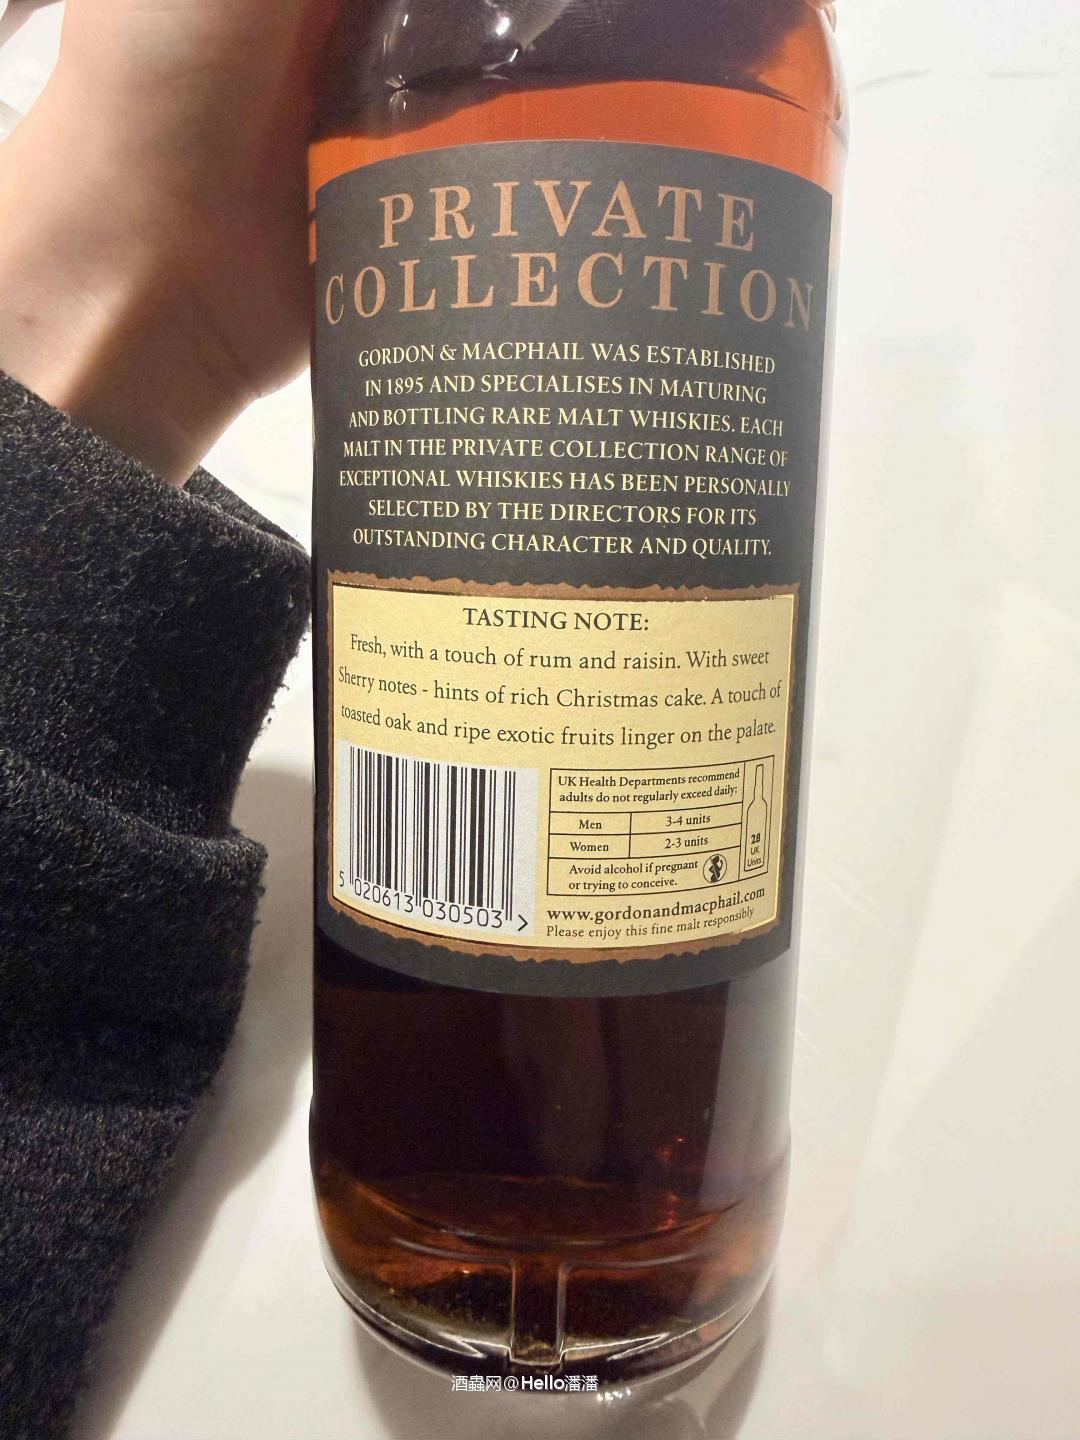 PRIVATE
COLLECTION
GORDON & MACPHAIL WAS ESTABLISHED
IN 1895 AND SPECIALISES IN MATURING
AND BOTTLING RARE MALT WHISKIES. EACH
MALT IN THE PRIVATE COLLECTION RANGE OF
EXCEPTIONAL WHISKIES HAS BEEN PERSONALLY
SELECTED BY THE DIRECTORS FOR ITS
OUTSTANDING CHARACTER AND QUALITY.
TASTING NOTE:
Fresh, with a touch of rum and raisin. With sweet
Sherry notes - hints of rich Christmas cake. A touch of
toasted oak and ripe exotic fruits linger on the palate.
5 020613 030503 >
UK Health Departments recommend
adults do not regularly exceed daily:
Men 3-4 units
Women 2-3 units
Avoid alcohol if pregnant
or trying to conceive.
28
UK
Units
www.gordonandmacphail.com
Please enjoy this fine malt responsibly
酒蟲网@Hello潘潘